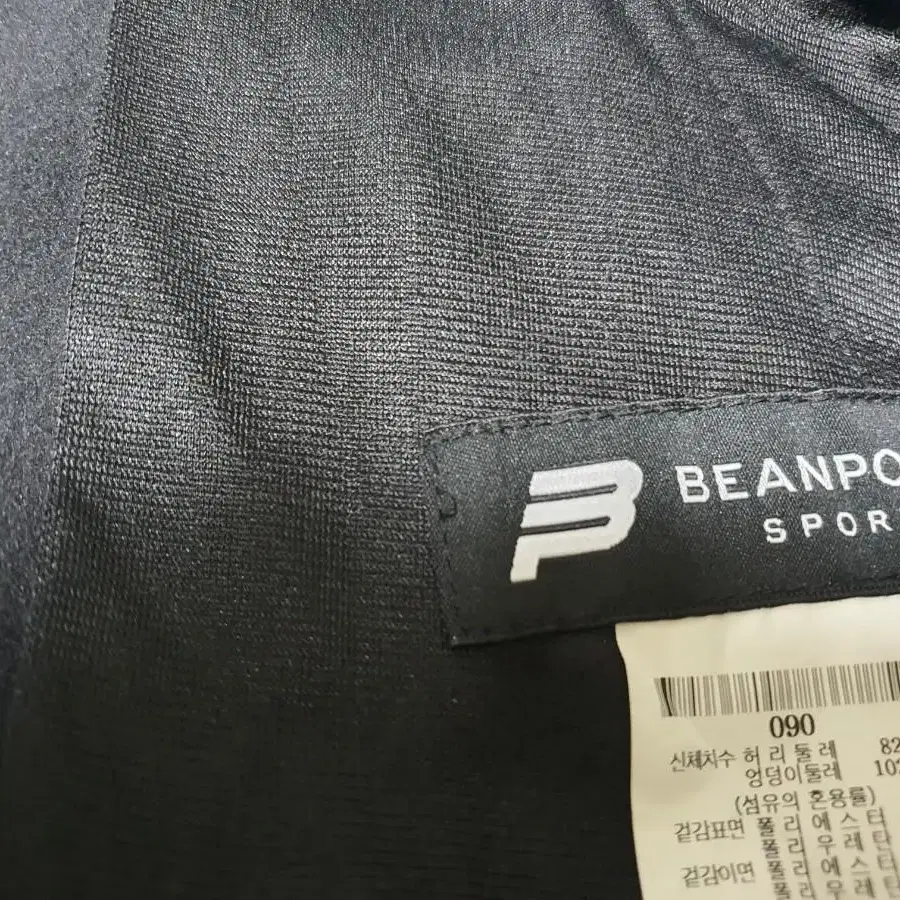 BEANPO
SPOR
090
신체치수 허리둘레 82
엉덩이둘레 10
(섬유의 혼용률)
겉감표면 폴리에스터
폴리우레탄
겉감이면 폴리에스터
폴리우레탄